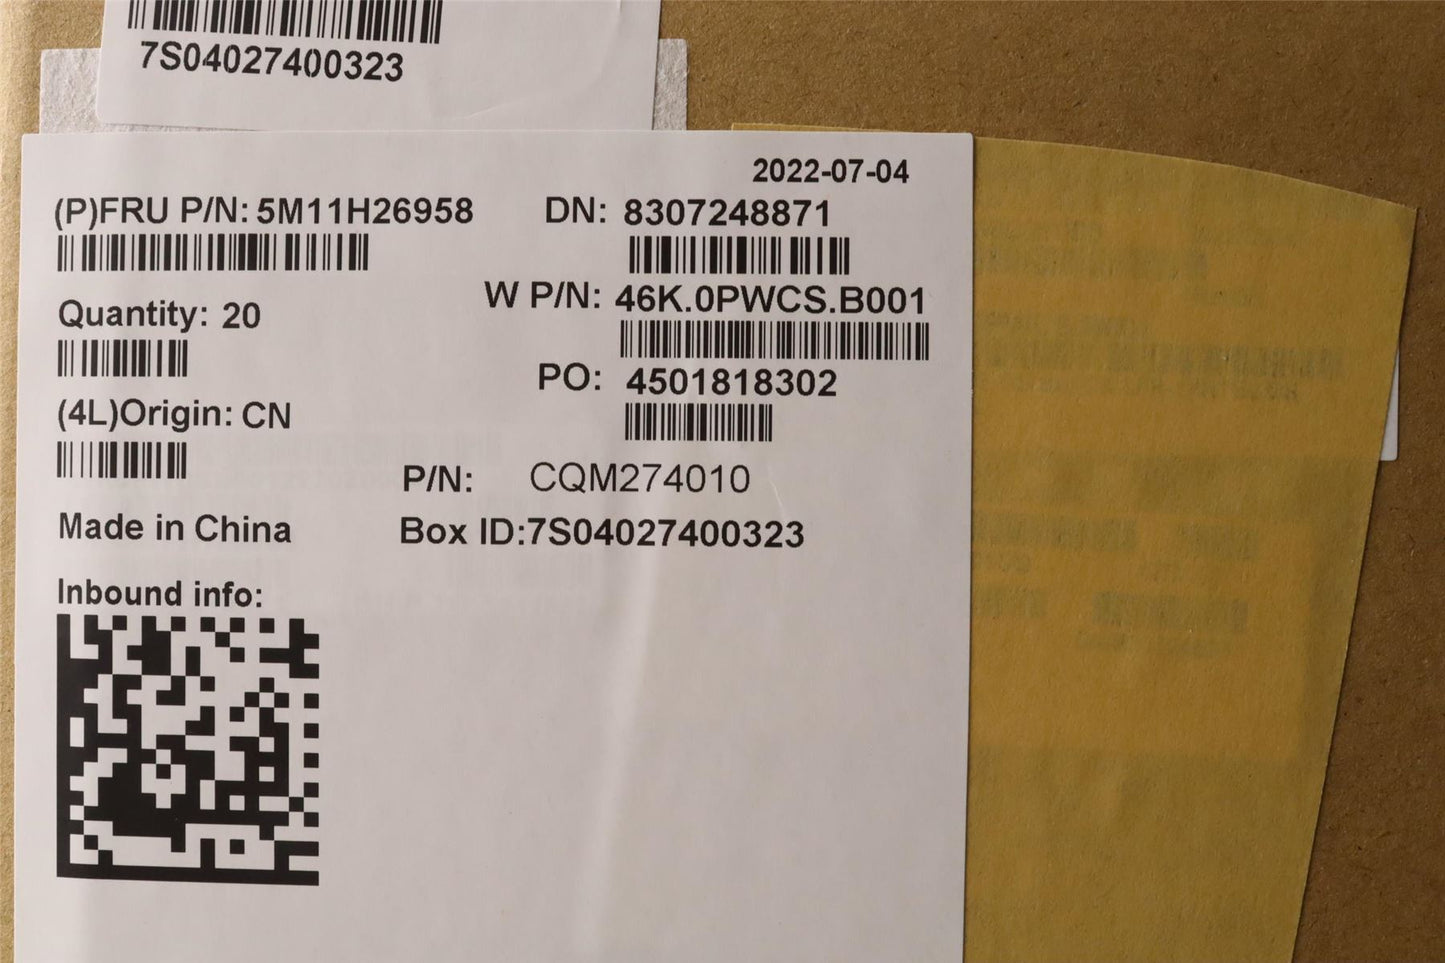 7S04027400323
2022-07-04
(P)FRU P/N: 5M11H26958
DN: 8307248871
W P/N: 46K.0PWCS.B001
Quantity: 20
PO: 4501818302
(4L)Origin: CN
P/N: CQM274010
Made in China
Box ID:7S04027400323
Inbound info: